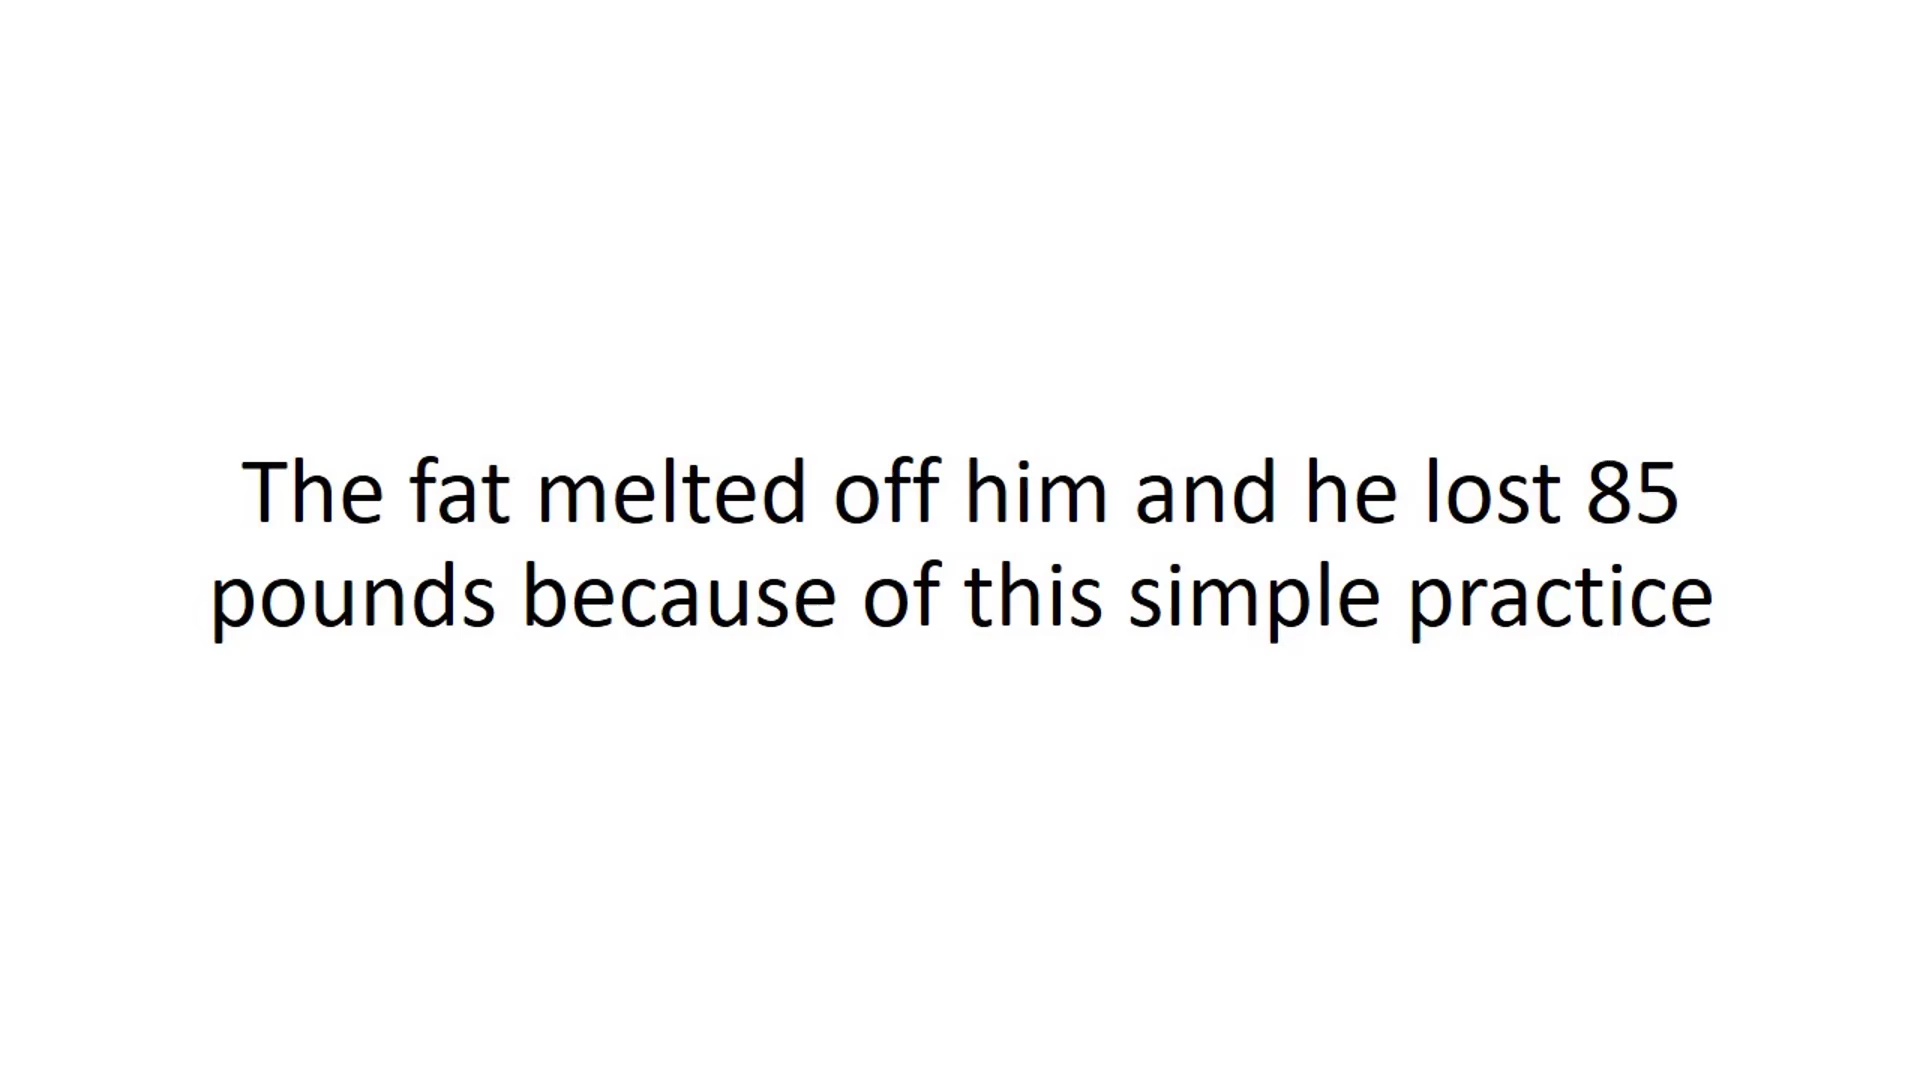 The fat melted off him and he lost 85
pounds because of this simple practice